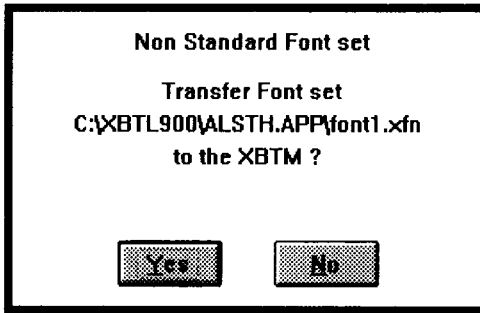 Non Standard Font set
Transfer Font set
C:\XBTL900\ALSTH.APP\font1.xfn
to the XBTM ?
Yes No